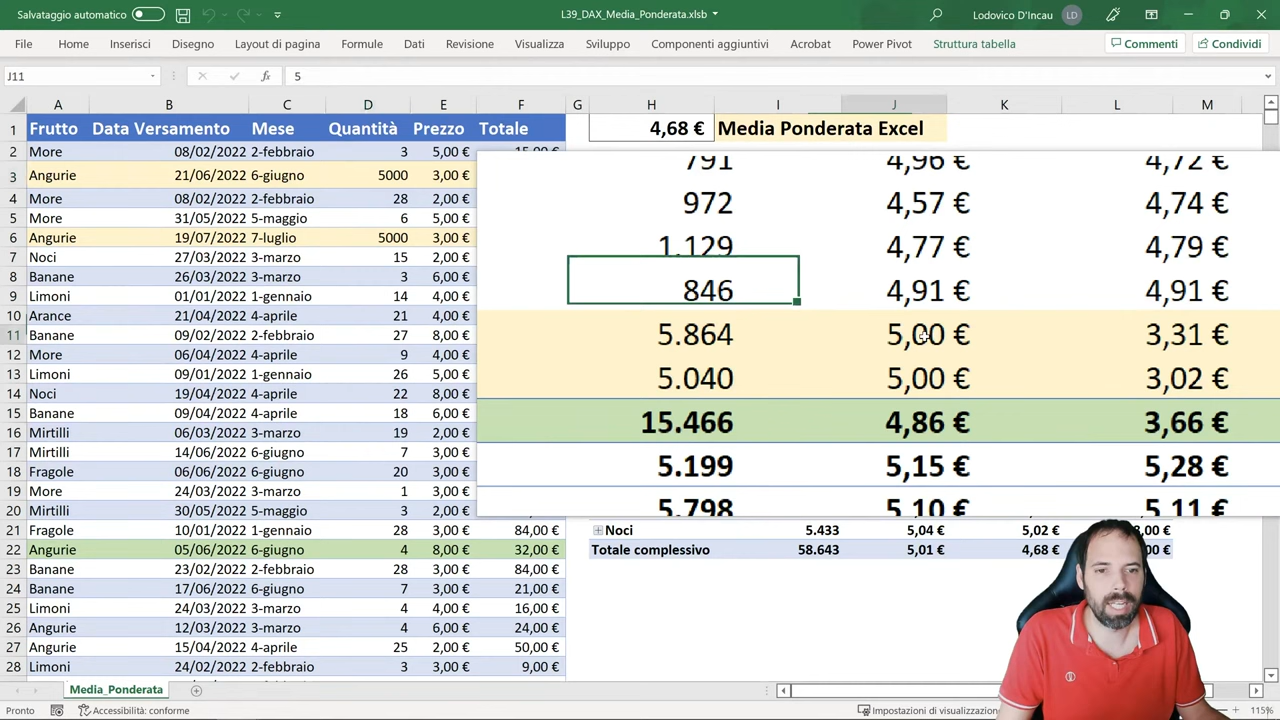 Salvataggio automatico
L39_DAX_Media_Ponderata.xlsb
Lodovico D'Incau LD
File Home Inserisci Disegno Layout di pagina Formule Dati Revisione Visualizza Sviluppo Componenti aggiuntivi Acrobat Power Pivot Struttura tabella Commenti Condividi
J11 fx 5
A B C D E F G H I J K L M
1 Frutto Data Versamento Mese Quantità Prezzo Totale 4,68 € Media Ponderata Excel
2 More 08/02/2022 2-febbraio 3 5,00 € 15,00 €
Angurie 21/06/2022 6-giugno 5000 3,00 €
4 More 08/02/2022 2-febbraio 28 2,00 €
5 More 31/05/2022 5-maggio 6 5,00 €
6 Angurie 19/07/2022 7-luglio 5000 3,00 €
7 Noci 27/03/2022 3-marzo 15 2,00 €
8 Banane 26/03/2022 3-marzo 3 6,00 €
9 Limoni 01/01/2022 1-gennaio 14 4,00 €
10 Arance 21/04/2022 4-aprile 21 4,00 €
11 Banane 09/02/2022 2-febbraio 27 8,00 €
12 More 06/04/2022 4-aprile 9 4,00 €
13 Limoni 09/01/2022 1-gennaio 26 5,00 €
14 Noci 19/04/2022 4-aprile 22 8,00 €
15 Banane 09/04/2022 4-aprile 18 6,00 €
16 Mirtilli 06/03/2022 3-marzo 19 2,00 €
17 Mirtilli 14/06/2022 6-giugno 7 3,00 €
18 Fragole 06/06/2022 6-giugno 20 3,00 €
19 More 24/03/2022 3-marzo 1 3,00 €
20 Mirtilli 30/05/2022 5-maggio 3 2,00 €
791 4,96 € 4,72 €
972 4,57 € 4,74 €
1.129 4,77 € 4,79 €
846 4,91 € 4,91 €
5.864 5,00 € 3,31 €
5.040 5,00 € 3,02 €
15.466 4,86 € 3,66 €
5.199 5,15 € 5,28 €
5.798 5,10 € 5,11 €
21 Fragole 10/01/2022 1-gennaio 28 3,00 € 84,00 € Noci 5.433 5,04 € 5,02 €
22 Angurie 05/06/2022 6-giugno 4 8,00 € 32,00 € Totale complessivo 58.643 5,01 € 4,68 €
23 Banane 23/02/2022 2-febbraio 28 3,00 € 84,00 €
24 Banane 17/06/2022 6-giugno 7 3,00 € 21,00 €
25 Limoni 24/03/2022 3-marzo 4 4,00 € 16,00 €
26 Angurie 12/03/2022 3-marzo 4 6,00 € 24,00 €
27 Angurie 15/04/2022 4-aprile 25 2,00 € 50,00 €
28 Limoni 24/02/2022 2-febbraio 3 3,00 € 9,00 €
Media_Ponderata
Pronto Accessibilità: conforme Impostazioni di visualizzazione 115%